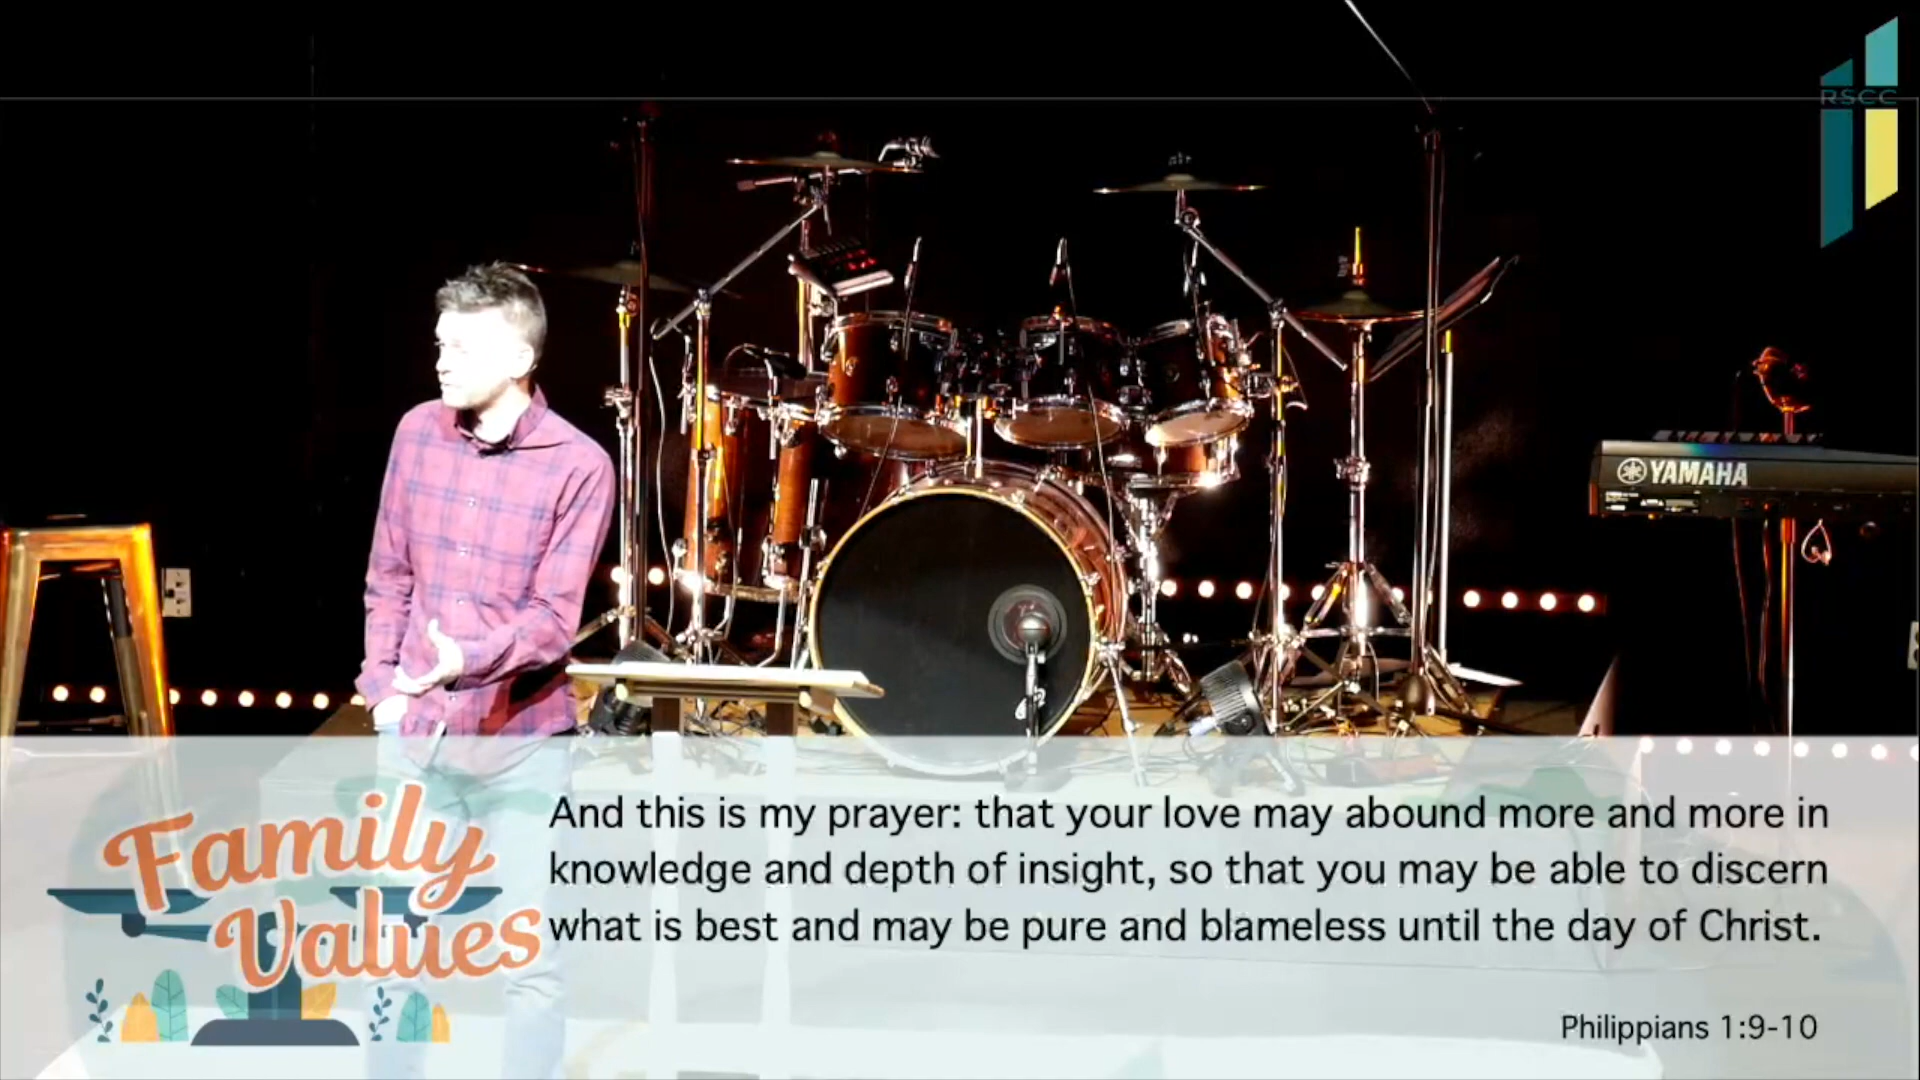 RSCC
YAMAHA
Family
Values
And this is my prayer: that your love may abound more and more in
knowledge and depth of insight, so that you may be able to discern
what is best and may be pure and blameless until the day of Christ.
Philippians 1:9-10